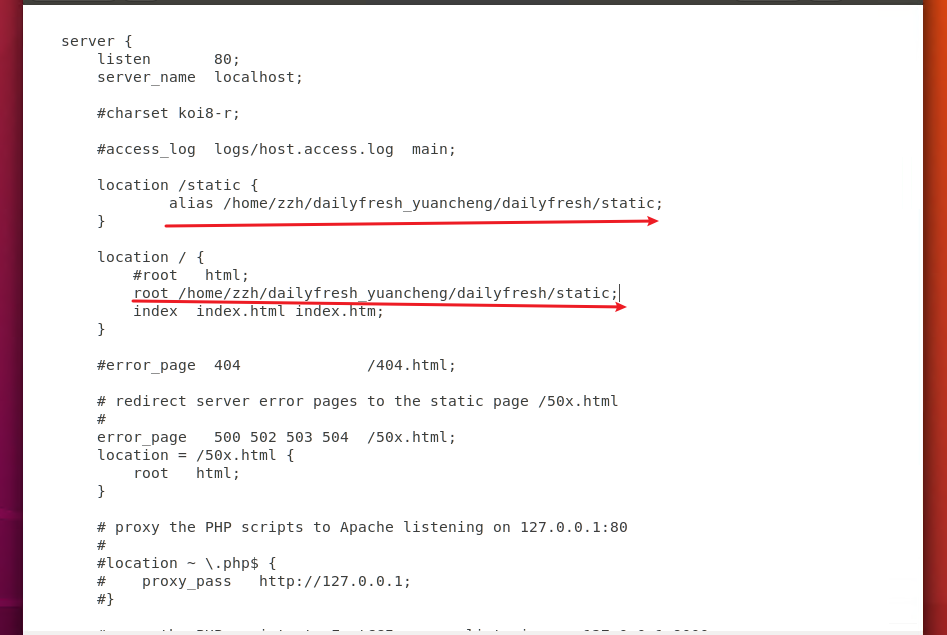 server {
    listen       80;
    server_name  localhost;
    #charset koi8-r;
    #access_log  logs/host.access.log  main;
    location /static {
            alias /home/zzh/dailyfresh_yuancheng/dailyfresh/static;
    }
    location / {
        #root   html;
        root /home/zzh/dailyfresh_yuancheng/dailyfresh/static;
        index  index.html index.htm;
    }
    #error_page  404              /404.html;
    # redirect server error pages to the static page /50x.html
    #
    error_page   500 502 503 504  /50x.html;
    location = /50x.html {
        root   html;
    }
    # proxy the PHP scripts to Apache listening on 127.0.0.1:80
    #
    #location ~ \.php$ {
    #    proxy_pass   http://127.0.0.1;
    #}